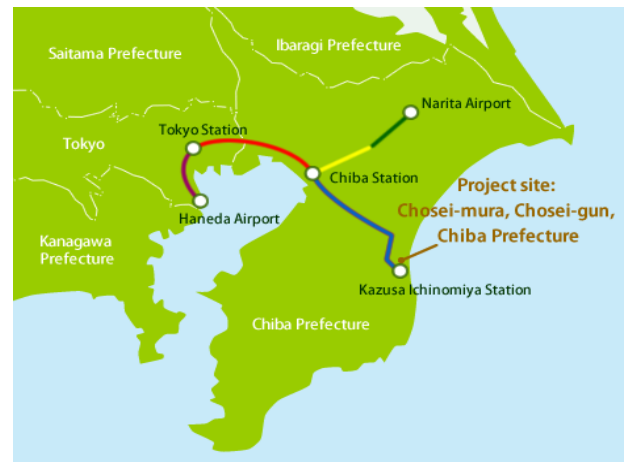 Ibaragi Prefecture
Saitama Prefecture
Narita Airport
Tokyo Station
Tokyo
Chiba Station
Project site:
Chosei-mura, Chosei-gun,
Chiba Prefecture
Haneda Airport
Kanagawa
Prefecture
Kazusa Ichinomiya Station
Chiba Prefecture